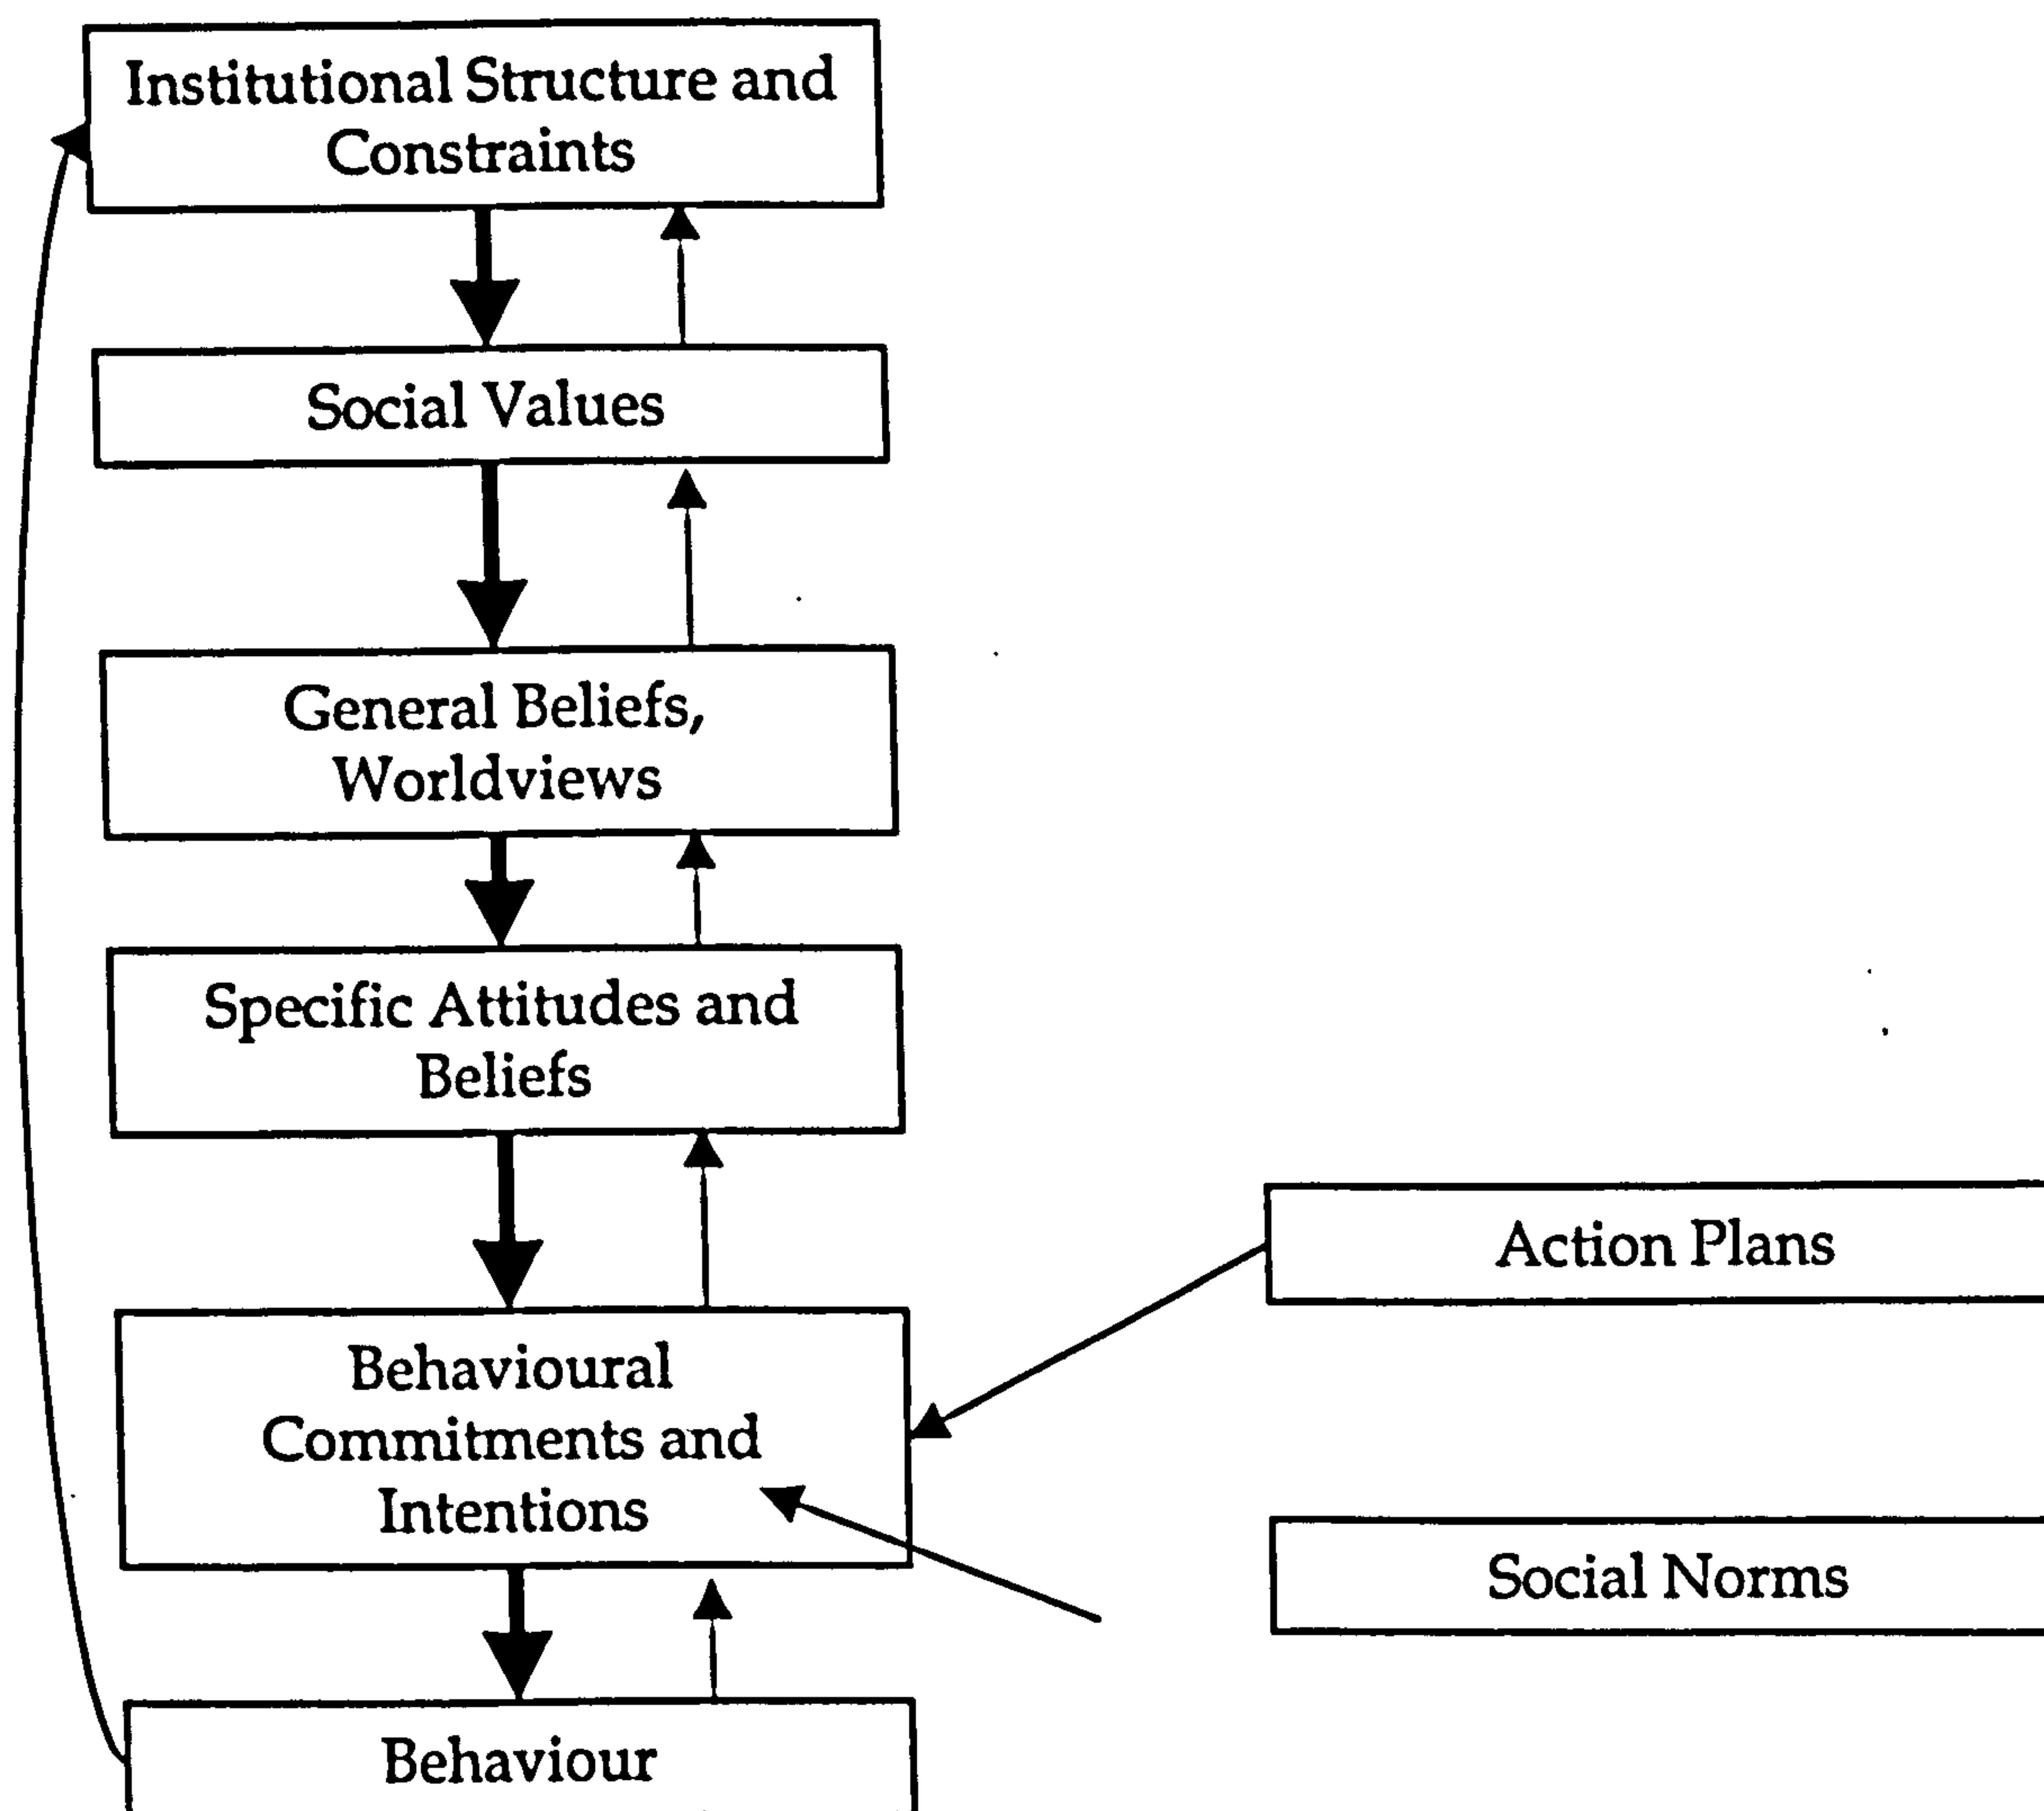 Institutional Structure and
Constraints
Social Values
General Beliefs,
Worldviews
Specific Attitudes and
Beliefs
Action Plans
Behavioural
Commitments and
Intentions
Social Norms
Behaviour